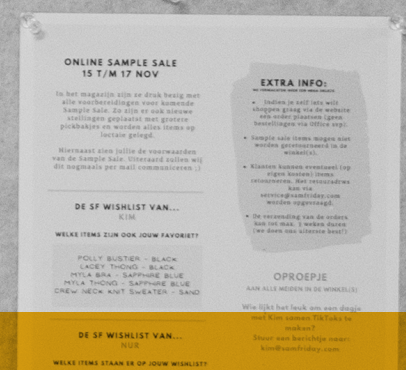 ONLINE SAMPLE SALE
15 T/M 17 NOV
In het magazijn zijn ze druk bezig met
alle voorbereidingen voor komende
Sample Sale. Zo zijn er ook nieuwe
stellingen geplaatst met grotere
pickbakjes en worden alles items op
locatie gelegd.
Hiernaast zien jullie de voorwaarden
van de Sample Sale. Uiteraard zullen wij
dit nogmaals per mail communiceren ;)
DE SF WISHLIST VAN...
KIM
WELKE ITEMS ZIJN OOK JOUW FAVORIET?
POLLY BUSTIER - BLACK
LACEY THONG - BLACK
MYLA BRA - SAPPHIRE BLUE
MYLA THONG - SAPPHIRE BLUE
CREW NECK KNIT SWEATER - SAND
DE SF WISHLIST VAN...
NUR
WELKE ITEMS STAAN ER OP JOUW WISHLIST?
EXTRA INFO:
• Indien je zelf iets wilt
shoppen graag via de website
een order plaatsen (geen
bestellingen via Office svp).
• Sample sale items mogen niet
worden geretourneerd in de
winkel(s).
• Klanten kunnen eventueel (op
eigen kosten) items
retourneren. Het retouradres
kan via
service@samfriday.com
worden opgevraagd.
• De verzending van de orders
kan tot max. 3 weken duren
(we doen ons uiterste best!)
OPROEPJE
AAN ALLE MEIDEN IN DE WINKEL(S)
Wie lijkt het leuk om een dagje
met Kim samen TikToks te
maken?
Stuur een berichtje naar:
kim@samfriday.com